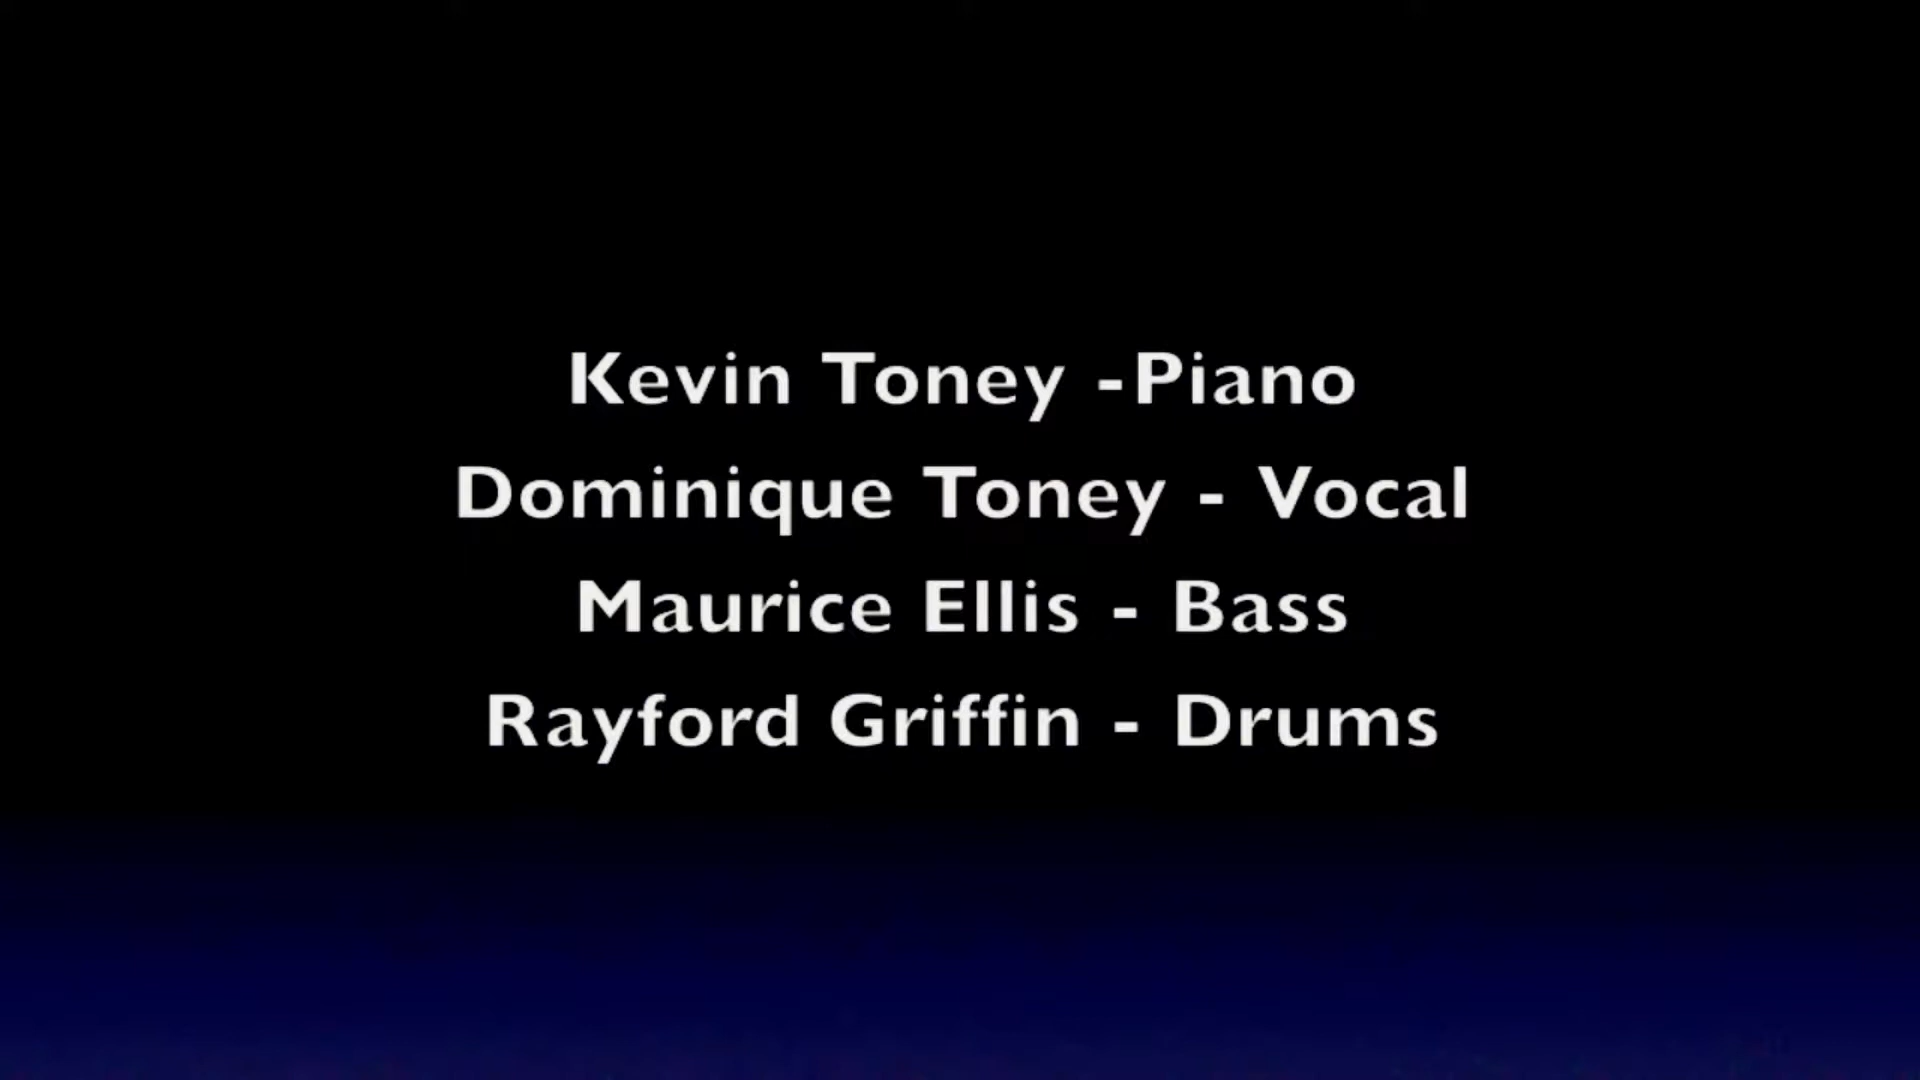 Kevin Toney -Piano
Dominique Toney - Vocal
Maurice Ellis - Bass
Rayford Griffin - Drums